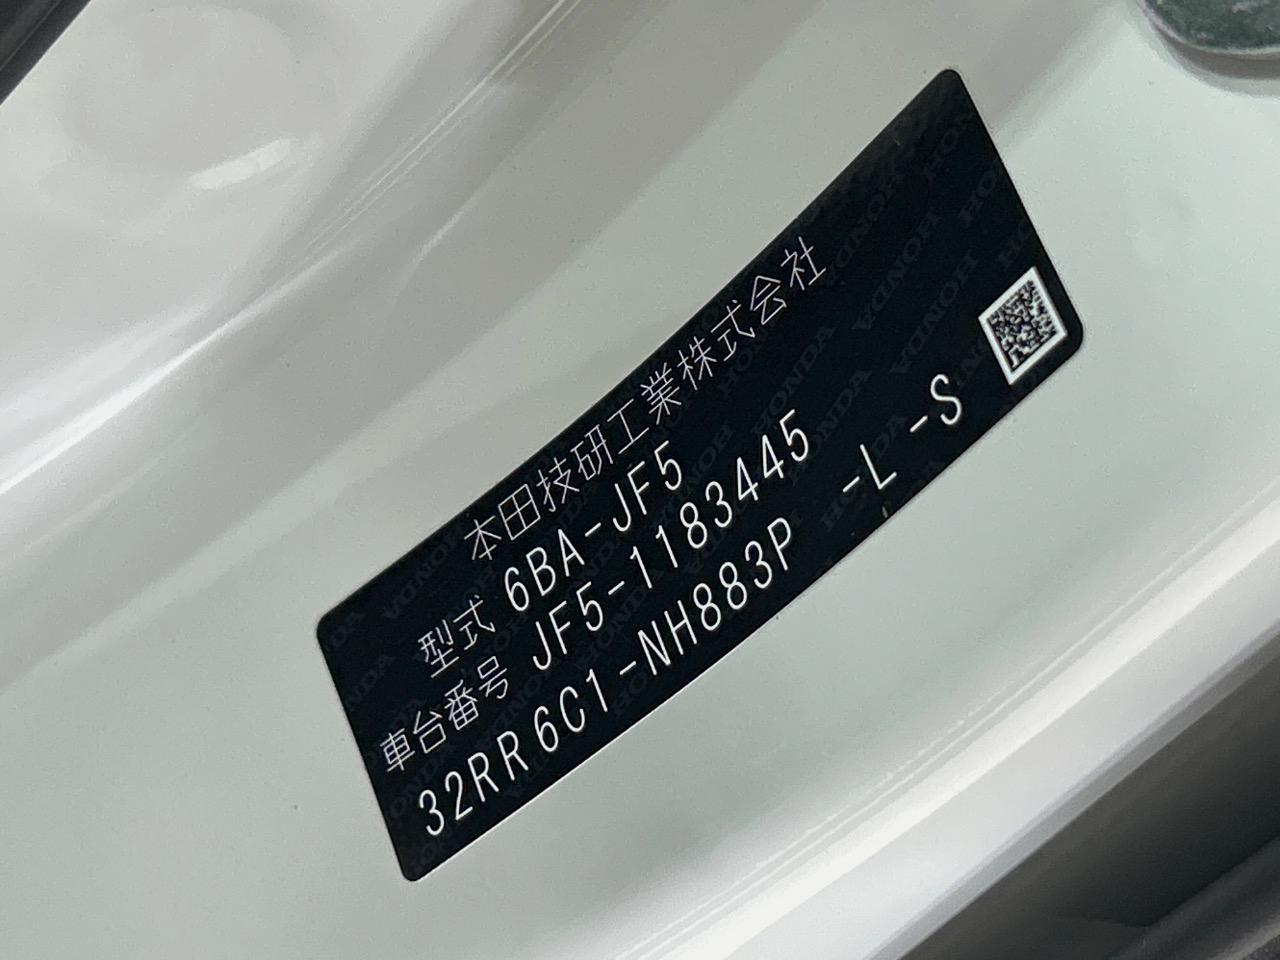 本田技研工業株式会社
型式 6BA-JF5
車台番号 JF5-1183445
32RR6C1-NH883P -L -S